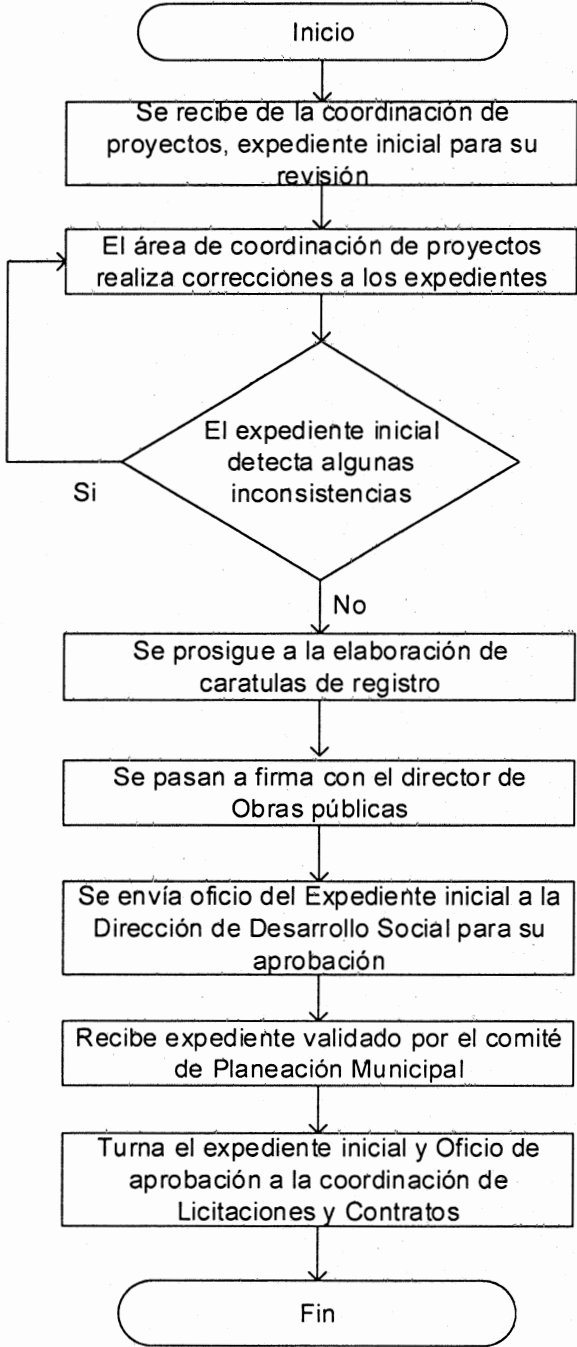 Inicio
Se recibe de la coordinación de
proyectos, expediente inicial para su
revisión
El área de coordinación de proyectos
realiza correcciones a los expedientes
El expediente inicial
detecta algunas
inconsistencias
Si
No
Se prosigue a la elaboración de
caratulas de registro
Se pasan a firma con el director de
Obras públicas
Se envía oficio del Expediente inicial a la
Dirección de Desarrollo Social para su
aprobación
Recibe expediente validado por el comité
de Planeación Municipal
Turna el expediente inicial y Oficio de
aprobación a la coordinación de
Licitaciones y Contratos
Fin